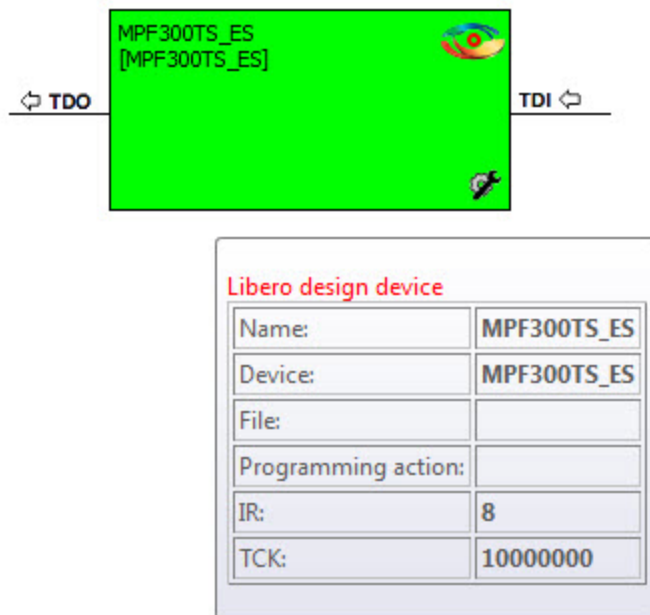 MPF300TS_ES
[MPF300TS_ES]
TDO
TDI
Libero design device
Name: MPF300TS_ES
Device: MPF300TS_ES
File:
Programming action:
IR: 8
TCK: 10000000